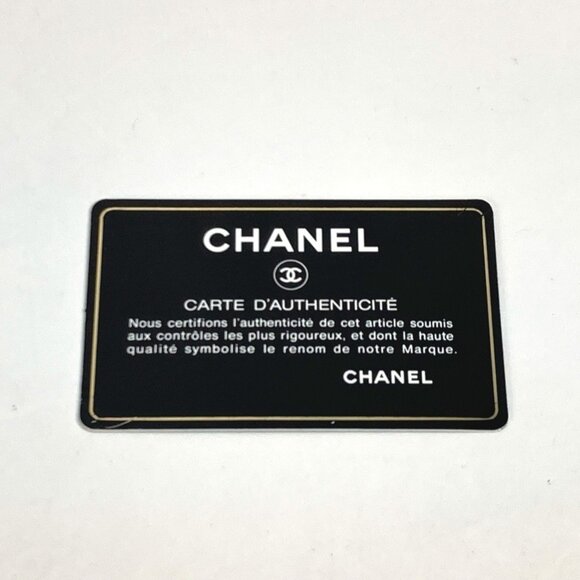 CHANEL
CARTE D'AUTHENTICITÉ
Nous certifions l'authenticité de cet article soumis
aux contrôles les plus rigoureux, et dont la haute
qualité symbolise le renom de notre Marque.
CHANEL